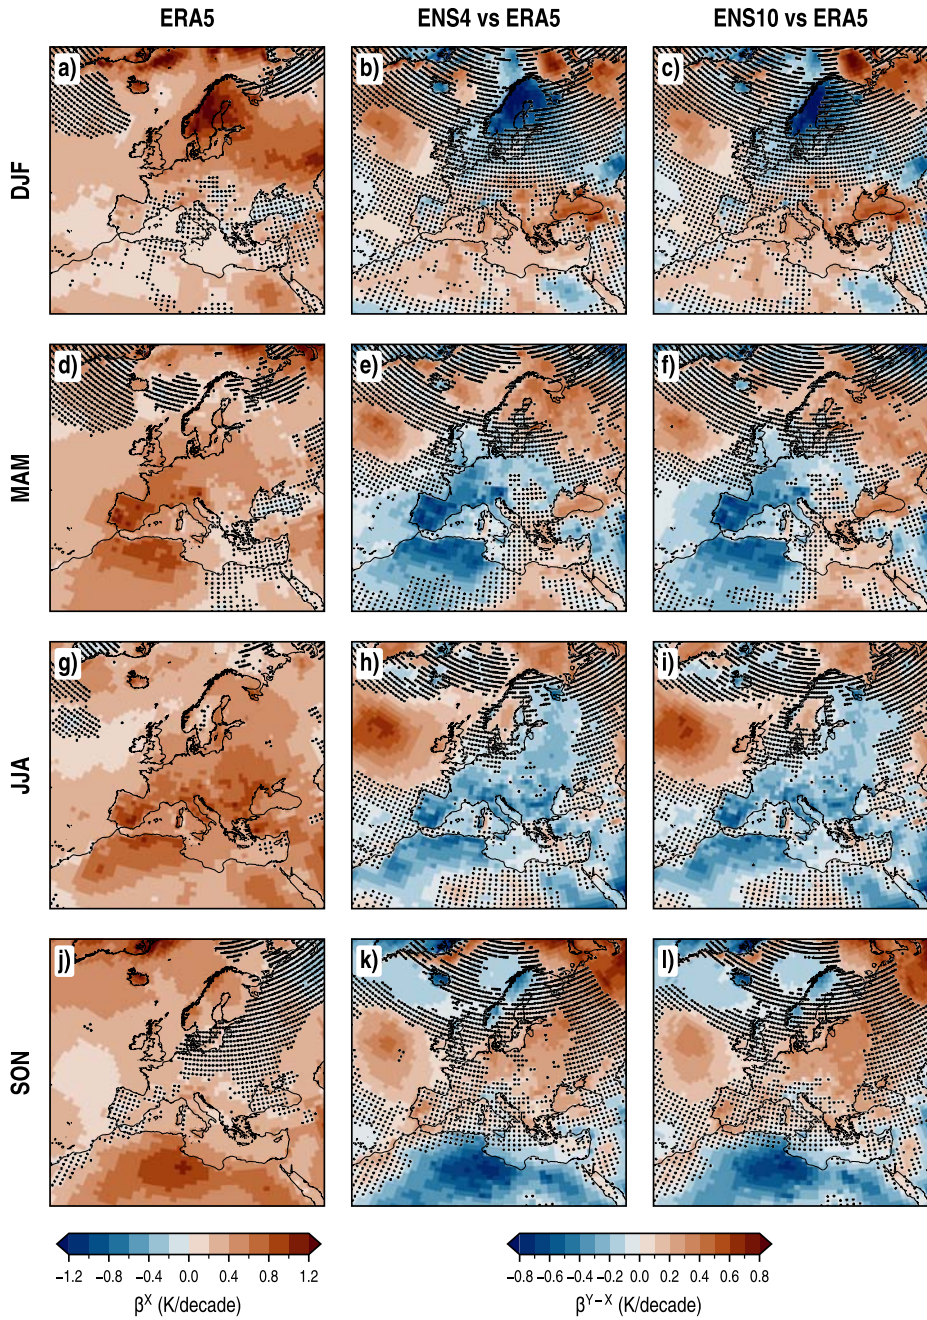 ERA5 ENS4 vs ERA5 ENS10 vs ERA5
DJF
a) b) c)
MAM
d) e) f)
JJA
g) h) i)
SON
j) k) l)
−1.2 −0.8 −0.4 0.0 0.4 0.8 1.2
β^X (K/decade)
−0.8 −0.6 −0.4 −0.2 0.0 0.2 0.4 0.6 0.8
β^Y−X (K/decade)